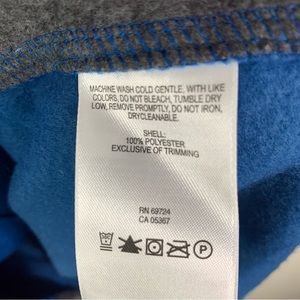 MACHINE WASH COLD GENTLE, WITH LIKE
COLORS, DO NOT BLEACH, TUMBLE DRY
LOW, REMOVE PROMPTLY, DO NOT IRON,
DRYCLEANABLE.
SHELL:
100% POLYESTER
EXCLUSIVE OF TRIMMING
RN 69724
CA 05367
P